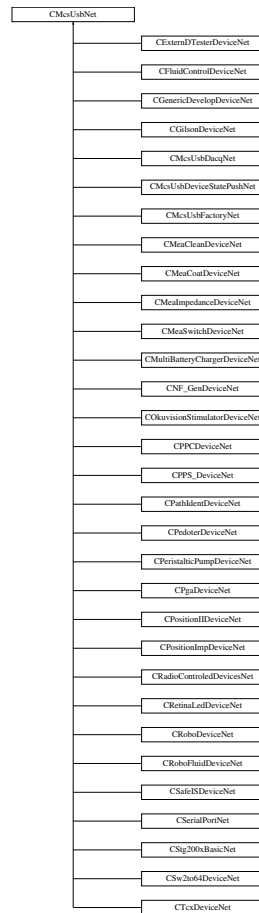 CMcsUsbNet
CExternDTesterDeviceNet
CFluidControlDeviceNet
CGenericDevelopDeviceNet
CGilsonDeviceNet
CMcsUsbDacqNet
CMcsUsbDeviceStatePushNet
CMcsUsbFactoryNet
CMeaCleanDeviceNet
CMeaCoatDeviceNet
CMeaImpedanceDeviceNet
CMeaSwitchDeviceNet
CMultiBatteryChargerDeviceNet
CNF_GenDeviceNet
COkuvisionStimulatorDeviceNet
CPPCDeviceNet
CPPS_DeviceNet
CPathIdentDeviceNet
CPedoterDeviceNet
CPeristalticPumpDeviceNet
CPgaDeviceNet
CPositionIIDeviceNet
CPositionImpDeviceNet
CRadioControledDevicesNet
CRetinaLedDeviceNet
CRoboDeviceNet
CRoboFluidDeviceNet
CSafeISDeviceNet
CSerialPortNet
CStg200xBasicNet
CSw2to64DeviceNet
CTcxDeviceNet